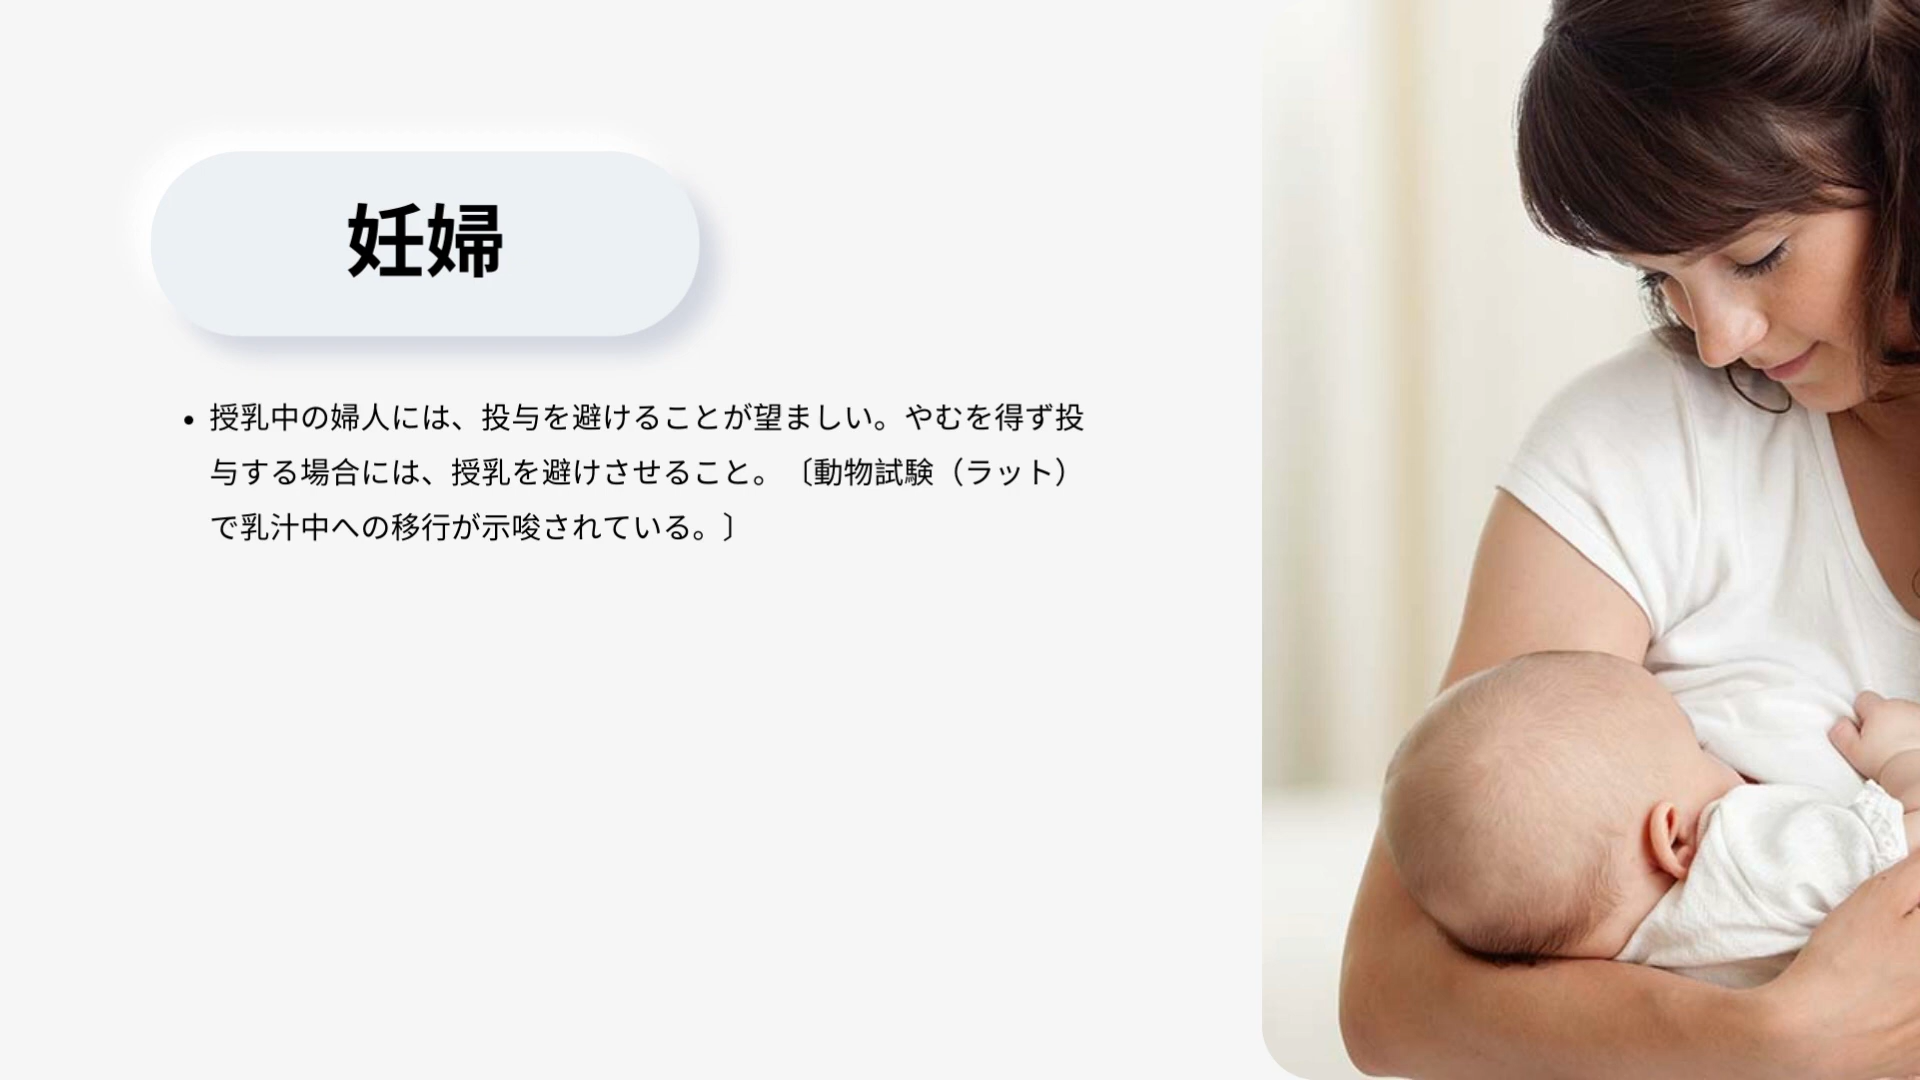 妊婦
• 授乳中の婦人には、投与を避けることが望ましい。やむを得ず投
与する場合には、授乳を避けさせること。〔動物試験（ラット）
で乳汁中への移行が示唆されている。〕